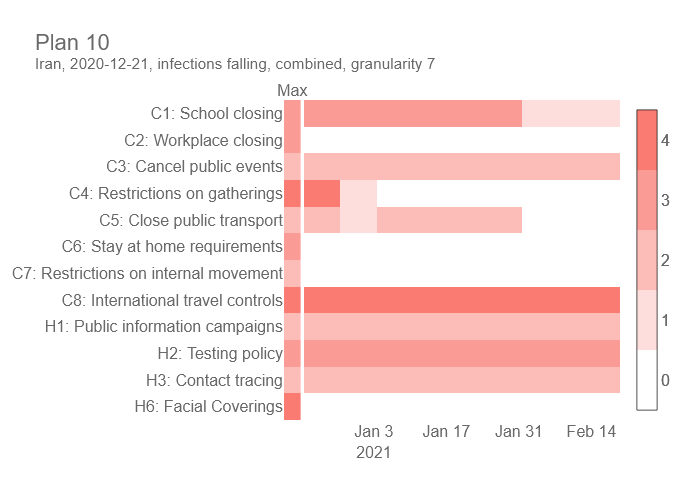 Plan 10
Iran, 2020-12-21, infections falling, combined, granularity 7
Max
C1: School closing
C2: Workplace closing
C3: Cancel public events
C4: Restrictions on gatherings
C5: Close public transport
C6: Stay at home requirements
C7: Restrictions on internal movement
C8: International travel controls
H1: Public information campaigns
H2: Testing policy
H3: Contact tracing
H6: Facial Coverings
Jan 3 Jan 17 Jan 31 Feb 14
2021
4
3
2
1
0